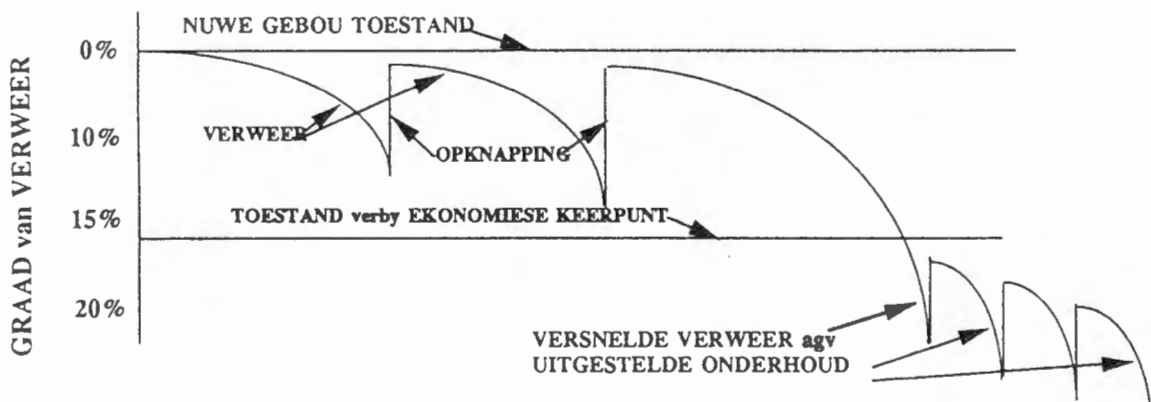 NUWE GEBOU TOESTAND
0%
10%
15%
20%
GRAAD van VERWEER
VERWEER
OPKNAPPING
TOESTAND verby EKONOMIESE KEERPUNT
VERSNELDE VERWEER agv
UITGESTELDE ONDERHOUD